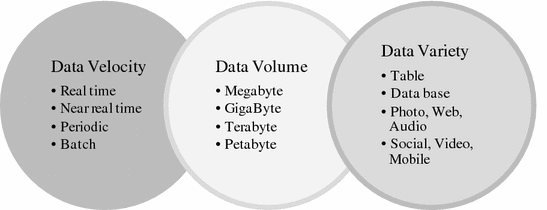 Data Velocity
• Real time
• Near real time
• Periodic
• Batch
Data Volume
• Megabyte
• GigaByte
• Terabyte
• Petabyte
Data Variety
• Table
• Data base
• Photo, Web,
Audio
• Social, Video,
Mobile